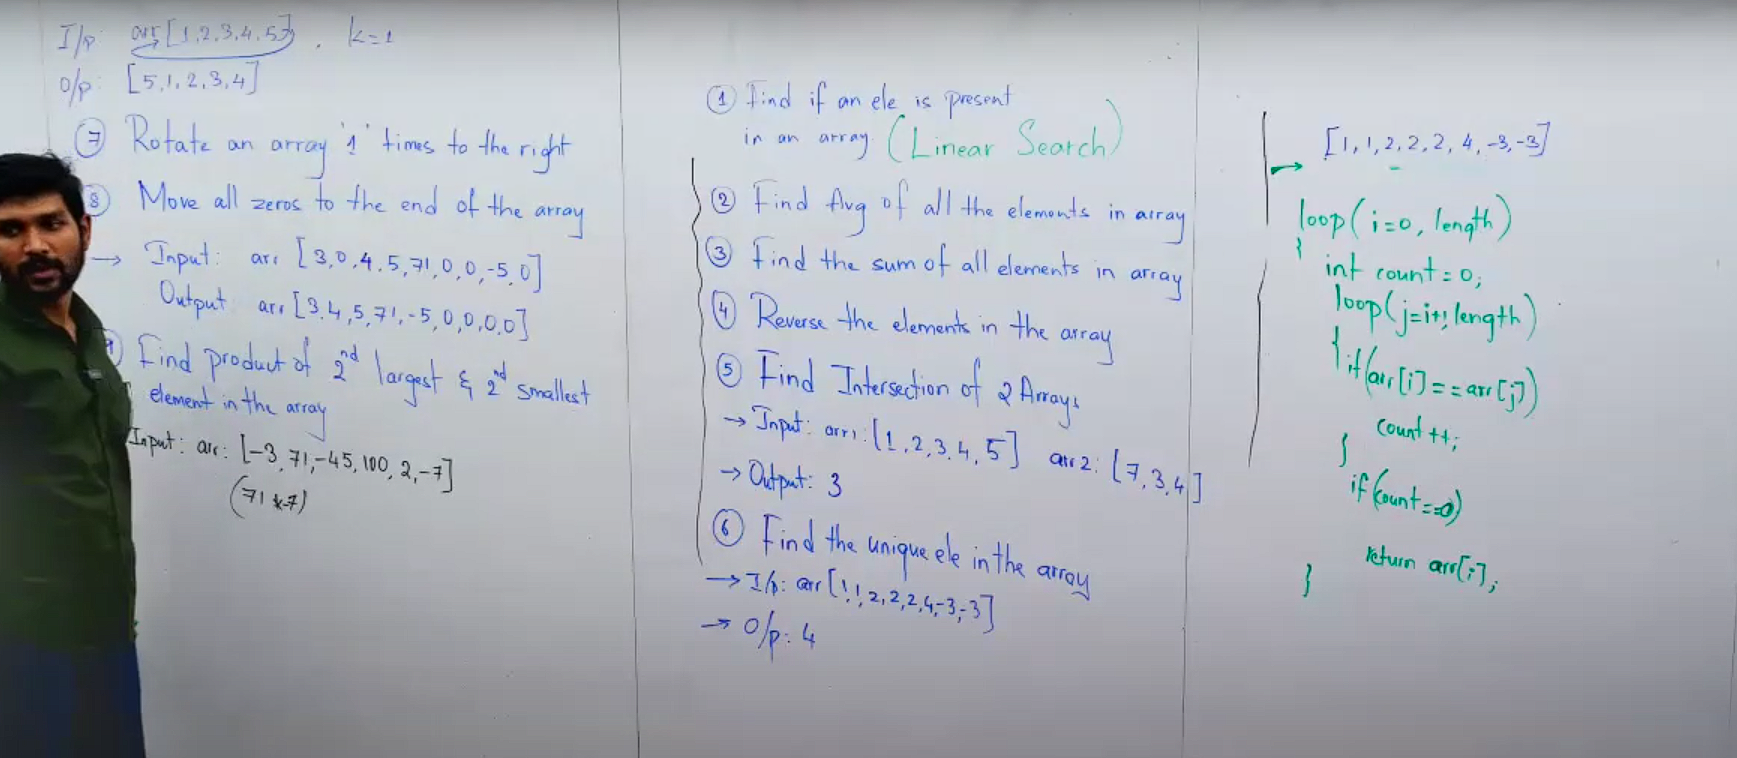 I/p: arr[1,2,3,4,5], k=1
O/p: [5,1,2,3,4]
7 Rotate an array '1' times to the right
8 Move all zeros to the end of the array
→ Input: arr [3,0,4,5,71,0,0,-5,0]
Output arr [3,4,5,71,-5,0,0,0,0]
Find product of 2nd largest & 2nd smallest
element in the array
Input: arr: [-3,71,-45,100,2,-7]
(71*-7)
1 Find if an ele is present
in an array (Linear Search)
2 Find Avg of all the elements in array
3 Find the sum of all elements in array
4 Reverse the elements in the array
5 Find Intersection of 2 Arrays
→ Input: arr1: [1,2,3,4,5] arr2: [7,3,4]
→ Output: 3
6 Find the unique ele in the array
→ I/p: arr [1,1,2,2,2,4,-3,-3]
→ O/p: 4
→ [1,1,2,2,2,4,-3,-3]
loop(i=0, length)
{
int count=0;
loop(j=i+1, length)
{
if(arr[i]==arr[j])
count++;
}
if(count==0)
return arr[i];
}